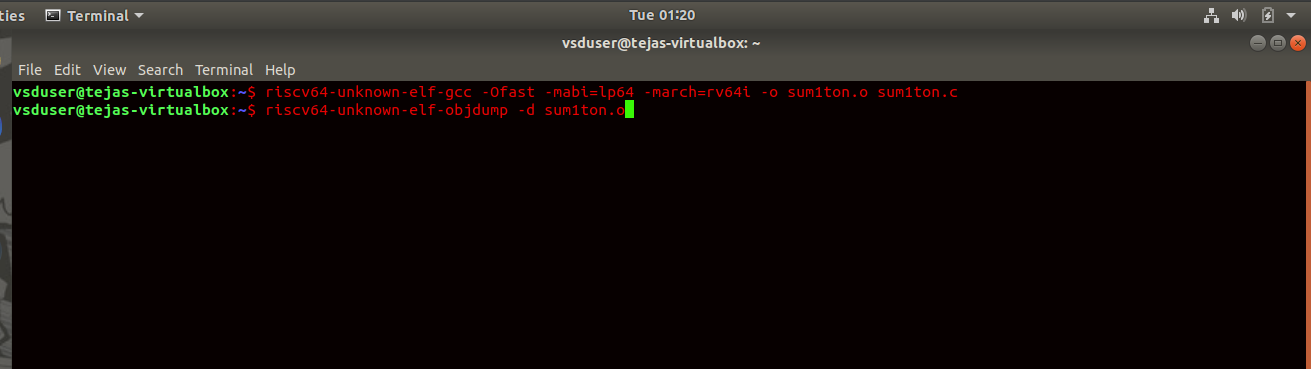 ties Terminal Tue 01:20
vsduser@tejas-virtualbox: ~
File Edit View Search Terminal Help
vsduser@tejas-virtualbox:~$ riscv64-unknown-elf-gcc -Ofast -mabi=lp64 -march=rv64i -o sum1ton.o sum1ton.c
vsduser@tejas-virtualbox:~$ riscv64-unknown-elf-objdump -d sum1ton.o